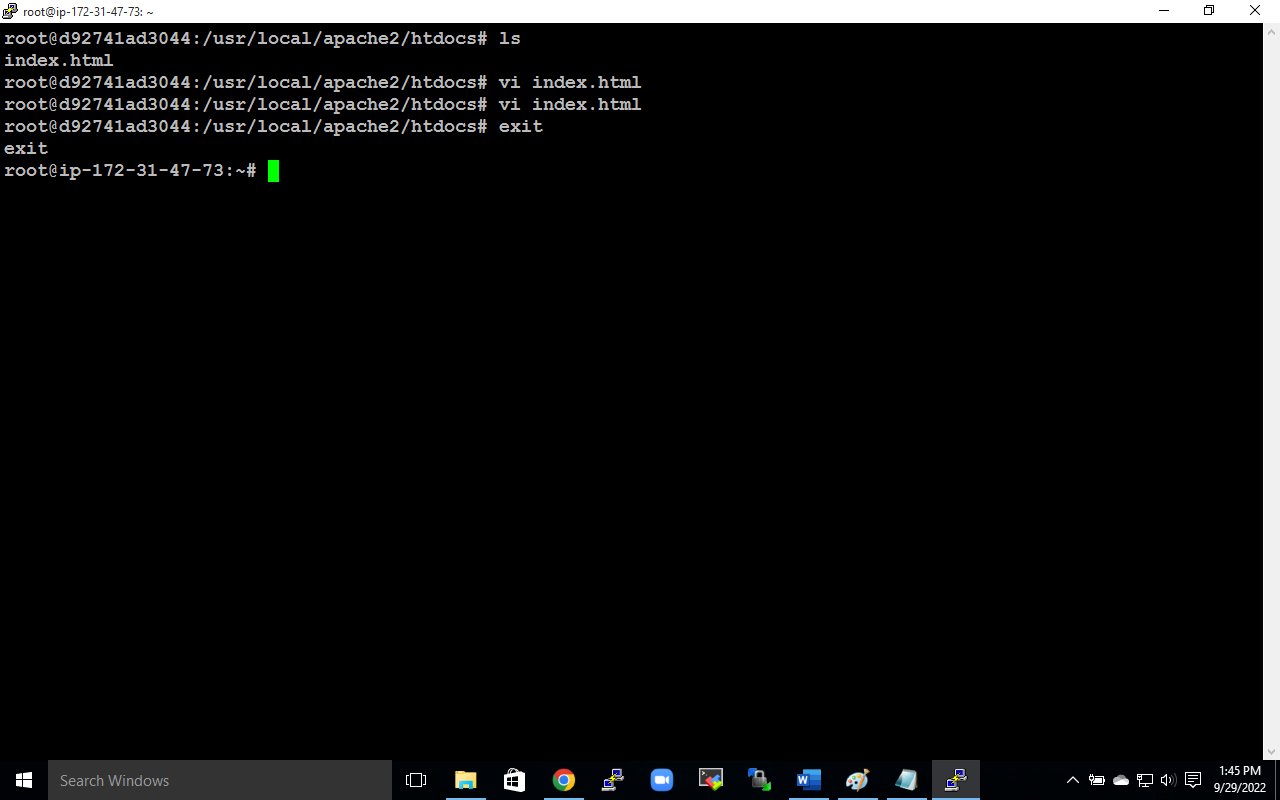 root@ip-172-31-47-73: ~
root@d92741ad3044:/usr/local/apache2/htdocs# ls
index.html
root@d92741ad3044:/usr/local/apache2/htdocs# vi index.html
root@d92741ad3044:/usr/local/apache2/htdocs# vi index.html
root@d92741ad3044:/usr/local/apache2/htdocs# exit
exit
root@ip-172-31-47-73:~#
Search Windows
W
1:45 PM
9/29/2022